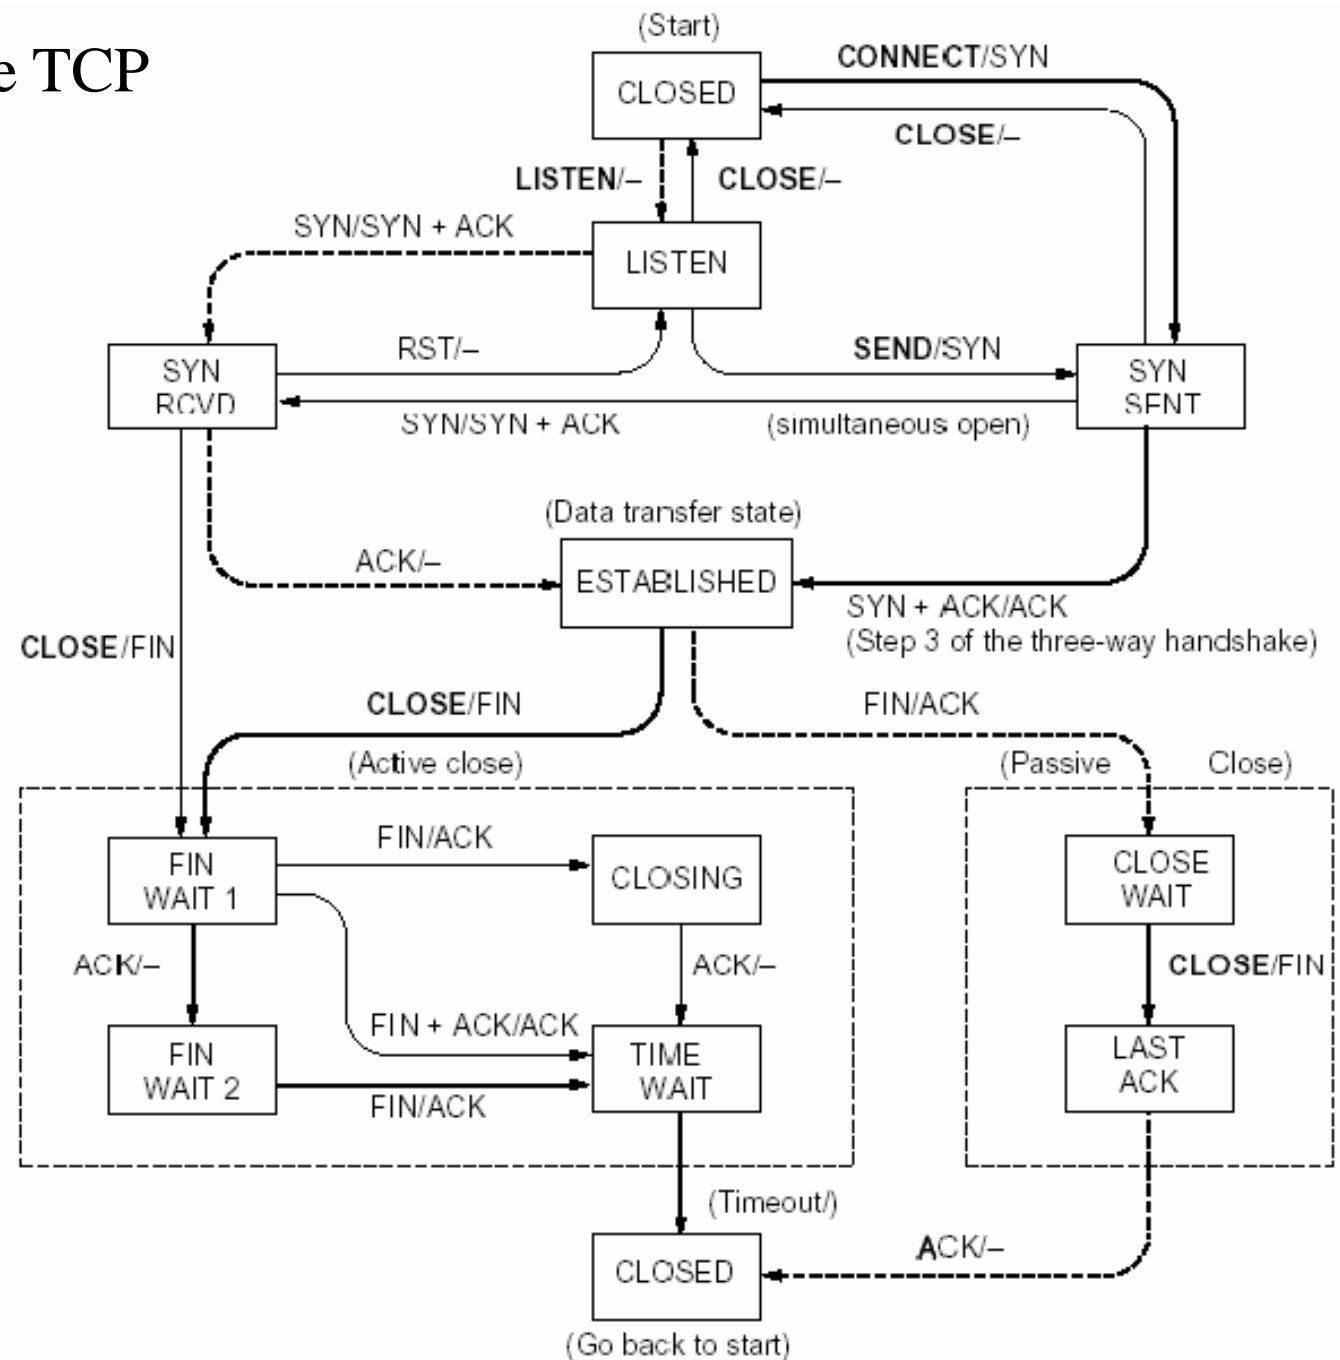 (Start)
e TCP
CONNECT/SYN
CLOSED
CLOSE/–
LISTEN/–
CLOSE/–
SYN/SYN + ACK
LISTEN
RST/–
SEND/SYN
SYN
RCVD
SYN
SENT
SYN/SYN + ACK
(simultaneous open)
(Data transfer state)
ACK/–
ESTABLISHED
SYN + ACK/ACK
(Step 3 of the three-way handshake)
CLOSE/FIN
CLOSE/FIN
FIN/ACK
(Active close)
(Passive Close)
FIN/ACK
FIN
WAIT 1
CLOSING
CLOSE
WAIT
ACK/–
ACK/–
CLOSE/FIN
FIN + ACK/ACK
FIN
WAIT 2
TIME
WAIT
LAST
ACK
FIN/ACK
(Timeout/)
ACK/–
CLOSED
(Go back to start)